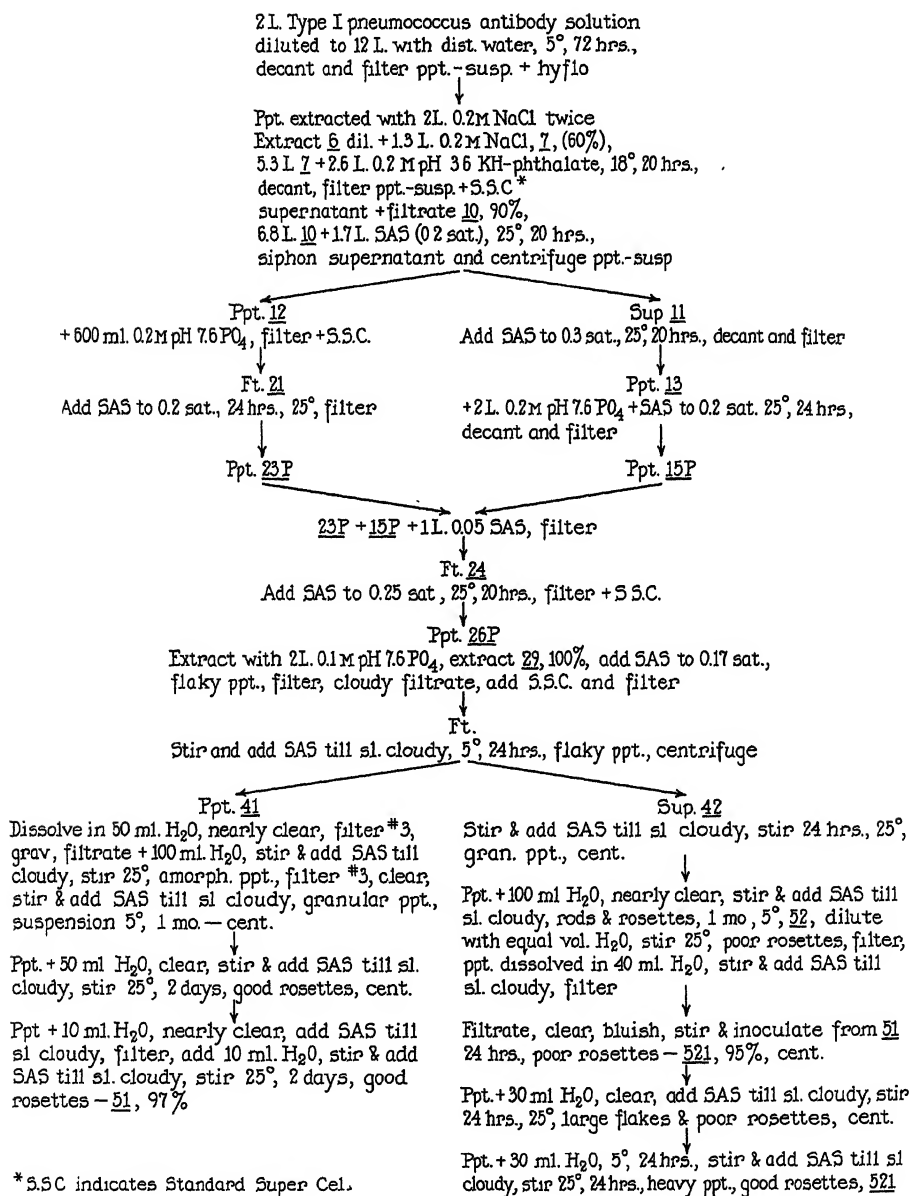 2 L. Type I pneumococcus antibody solution
diluted to 12 L. with dist. water, 5°, 72 hrs.,
decant and filter ppt.-susp. + hyflo
Ppt. extracted with 2L. 0.2M NaCl twice
Extract 6 dil. +1.3 L. 0.2M NaCl, 7, (60%),
5.3 L 7 +2.6 L. 0.2 M pH 3 6 KH-phthalate, 18°, 20 hrs.,
decant, filter ppt.-susp. +S.S.C *
supernatant +filtrate 10, 90%,
6.8 L. 10 +1.7 L. SAS (0 2 sat.), 25°, 20 hrs.,
siphon supernatant and centrifuge ppt.-susp
Ppt. 12
+ 600 ml. 0.2M pH 7.6 PO4, filter +S.S.C.
Ft. 21
Add SAS to 0.2 sat., 24 hrs., 25°, filter
Ppt. 23P
Sup 11
Add SAS to 0.3 sat., 25°, 20 hrs., decant and filter
Ppt. 13
+2 L. 0.2M pH 7.6 PO4 +SAS to 0.2 sat. 25°, 24 hrs,
decant and filter
Ppt. 15P
23P +15P +1 L. 0.05 SAS, filter
Ft. 24
Add SAS to 0.25 sat , 25°, 20 hrs., filter +S S.C.
Ppt. 26P
Extract with 2L. 0.1 M pH 7.6 PO4, extract 29, 100%, add SAS to 0.17 sat.,
flaky ppt., filter, cloudy filtrate, add S.S.C. and filter
Ft.
Stir and add SAS till sl. cloudy, 5°, 24 hrs., flaky ppt., centrifuge
Ppt. 41
Dissolve in 50 ml. H2O, nearly clear, filter #3,
grav, filtrate +100 ml. H2O, stir & add SAS till
cloudy, stir 25°, amorph. ppt., filter #3, clear,
stir & add SAS till sl cloudy, granular ppt.,
suspension 5°, 1 mo. — cent.
Ppt. + 50 ml H2O, clear, stir & add SAS till sl.
cloudy, stir 25°, 2 days, good rosettes, cent.
Ppt + 10 ml. H2O, nearly clear, add SAS till
sl cloudy, filter, add 10 ml. H2O, stir & add
SAS till sl. cloudy, stir 25°, 2 days, good
rosettes — 51, 97%
*S.S C indicates Standard Super Cel.
Sup. 42
Stir & add SAS till sl cloudy, stir 24 hrs., 25°,
gran. ppt., cent.
Ppt. +100 ml H2O, nearly clear, stir & add SAS till
sl. cloudy, rods & rosettes, 1 mo , 5°, 52, dilute
with equal vol. H2O, stir 25°, poor rosettes, filter,
ppt. dissolved in 40 ml. H2O, stir & add SAS till
sl. cloudy, filter
Filtrate, clear, bluish, stir & inoculate from 51
24 hrs., poor rosettes — 521, 95%, cent.
Ppt. + 30 ml H2O, clear, add SAS till sl. cloudy, stir
24 hrs., 25°, large flakes & poor rosettes, cent.
Ppt. + 30 ml. H2O, 5°, 24 hrs., stir & add SAS till sl
cloudy, stir 25°, 24 hrs., heavy ppt., good rosettes, 521